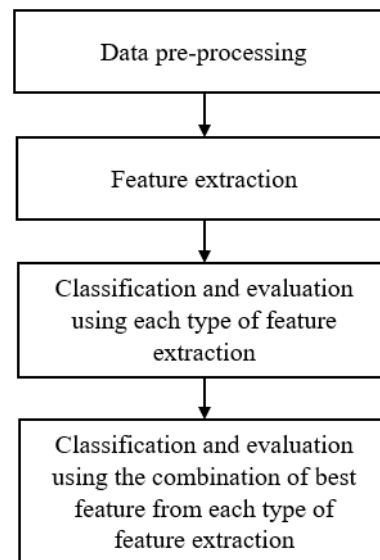 Data pre-processing
Feature extraction
Classification and evaluation
using each type of feature
extraction
Classification and evaluation
using the combination of best
feature from each type of
feature extraction